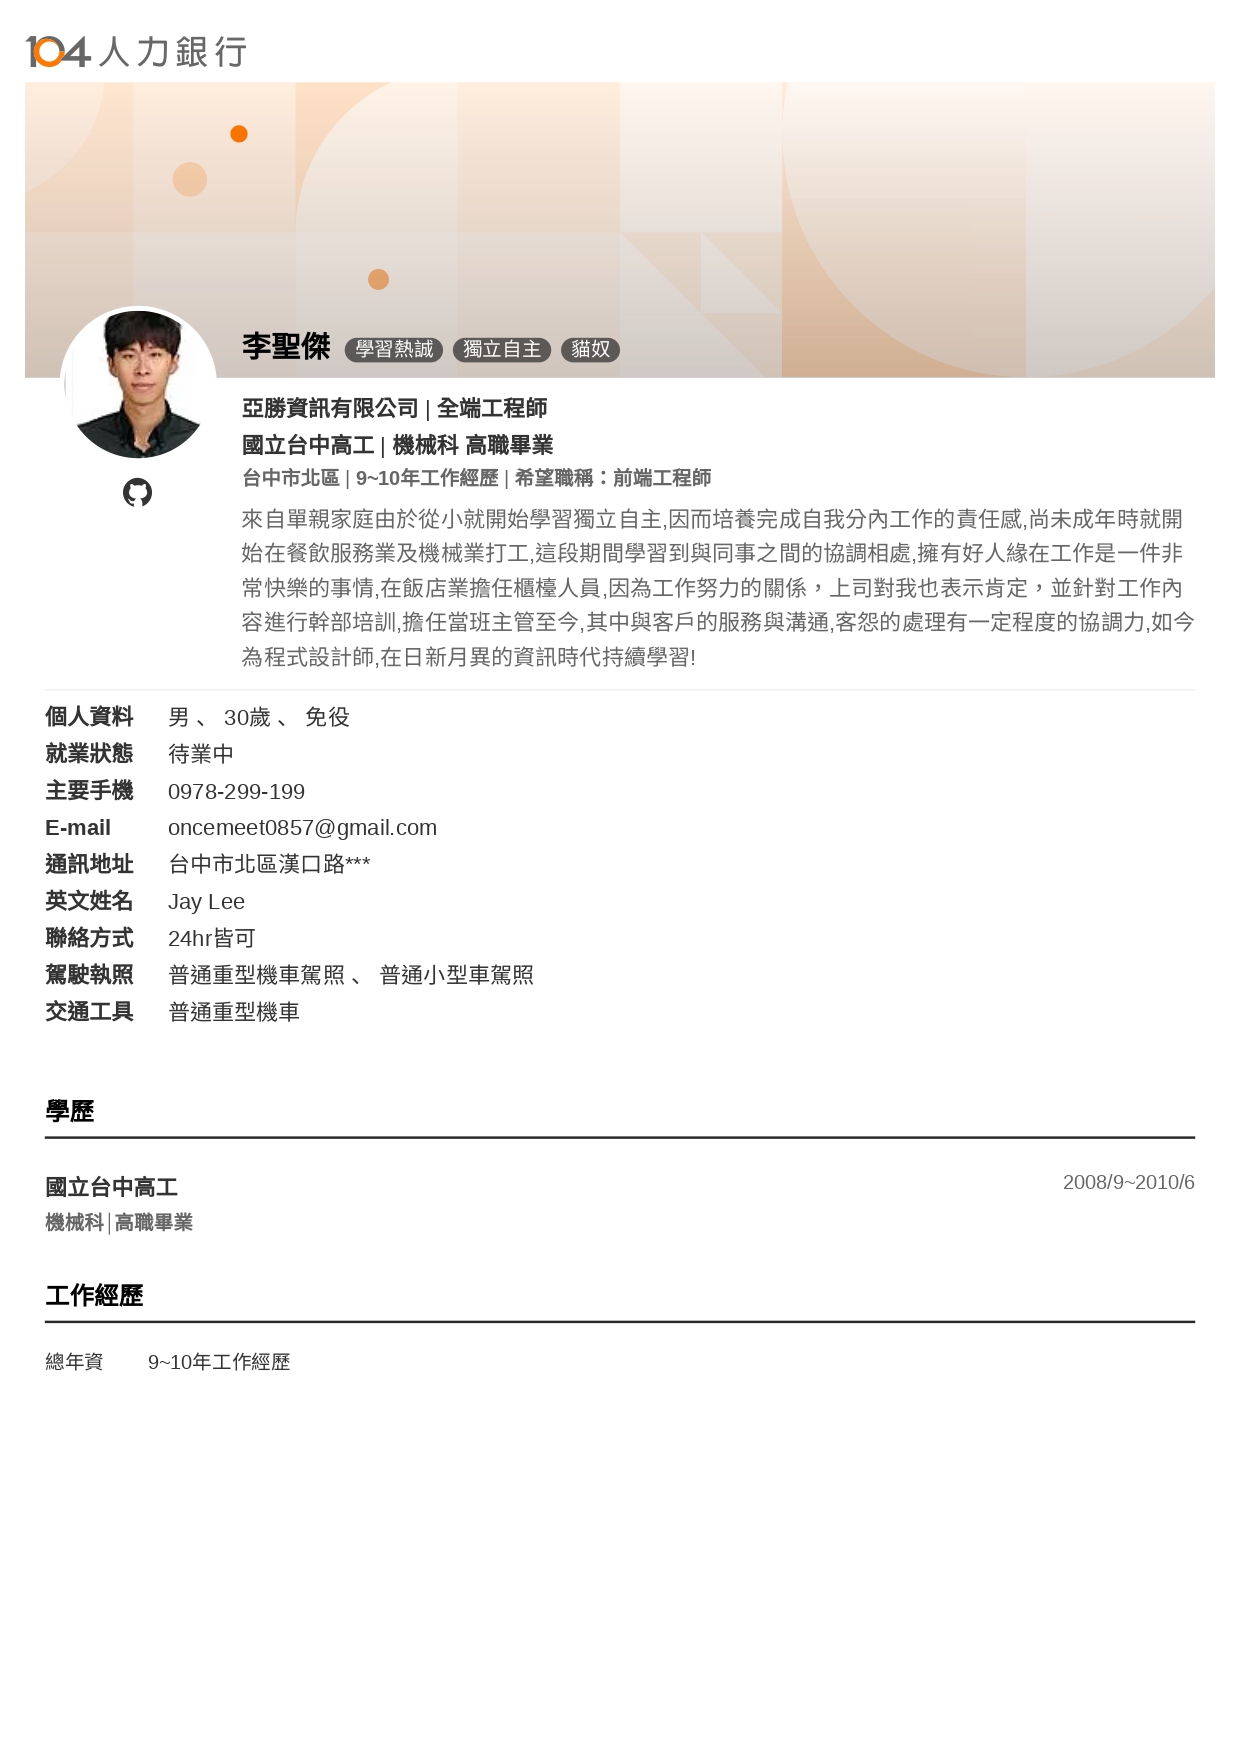 104 人力銀行
李聖傑 學習熱誠 獨立自主 貓奴
亞勝資訊有限公司 | 全端工程師
國立台中高工 | 機械科 高職畢業
台中市北區 | 9~10年工作經歷 | 希望職稱：前端工程師
來自單親家庭由於從小就開始學習獨立自主,因而培養完成自我分內工作的責任感,尚未成年時就開
始在餐飲服務業及機械業打工,這段期間學習到與同事之間的協調相處,擁有好人緣在工作是一件非
常快樂的事情,在飯店業擔任櫃檯人員,因為工作努力的關係，上司對我也表示肯定，並針對工作內
容進行幹部培訓,擔任當班主管至今,其中與客戶的服務與溝通,客怨的處理有一定程度的協調力,如今
為程式設計師,在日新月異的資訊時代持續學習!
個人資料 男 、 30歲 、 免役
就業狀態 待業中
主要手機 0978-299-199
E-mail oncemeet0857@gmail.com
通訊地址 台中市北區漢口路***
英文姓名 Jay Lee
聯絡方式 24hr皆可
駕駛執照 普通重型機車駕照 、 普通小型車駕照
交通工具 普通重型機車
學歷
國立台中高工 2008/9~2010/6
機械科│高職畢業
工作經歷
總年資 9~10年工作經歷